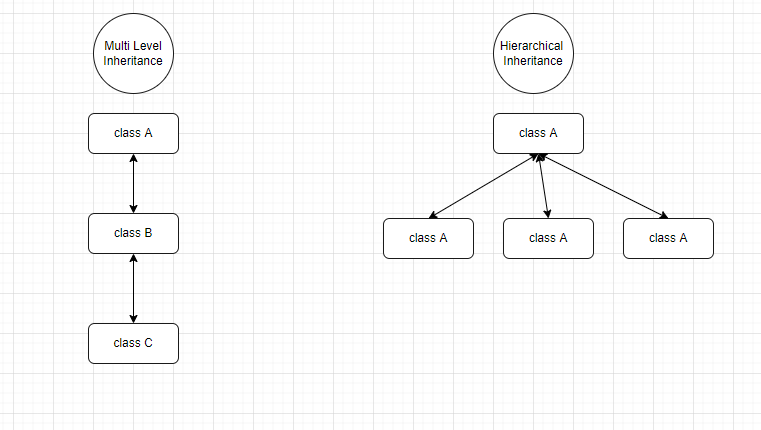 Multi Level
Inheritance
class A
class B
class C
Hierarchical
Inheritance
class A
class A
class A
class A